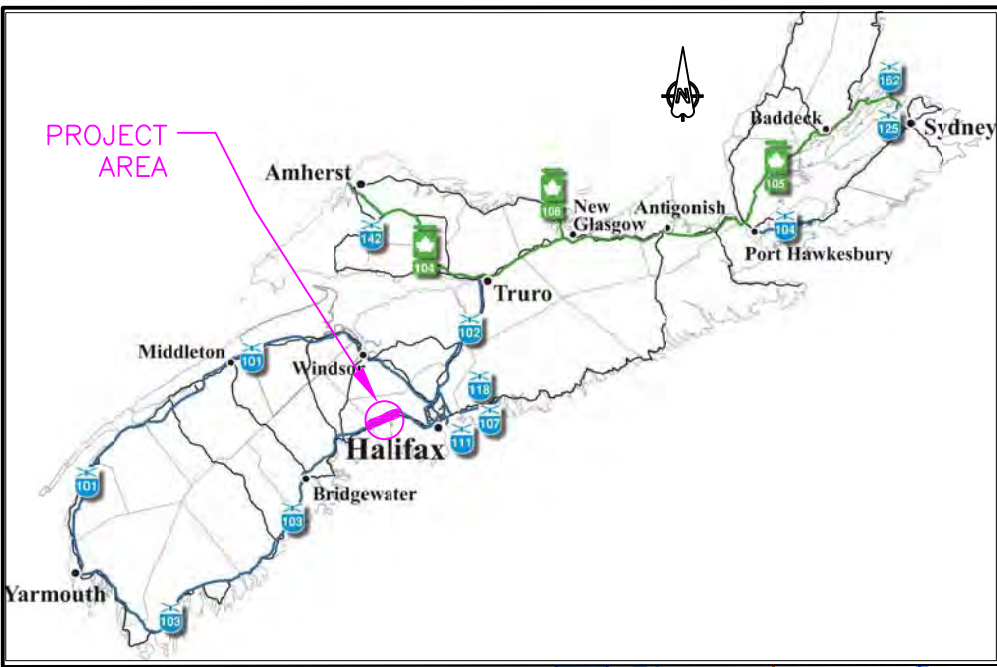 N
162
Baddeck
125
Sydney
PROJECT
AREA
Amherst
105
106
New
Glasgow
Antigonish
142
104
104
Port Hawkesbury
Truro
102
Middleton
101
Windsor
118
107
111
Halifax
101
Bridgewater
103
Yarmouth
103